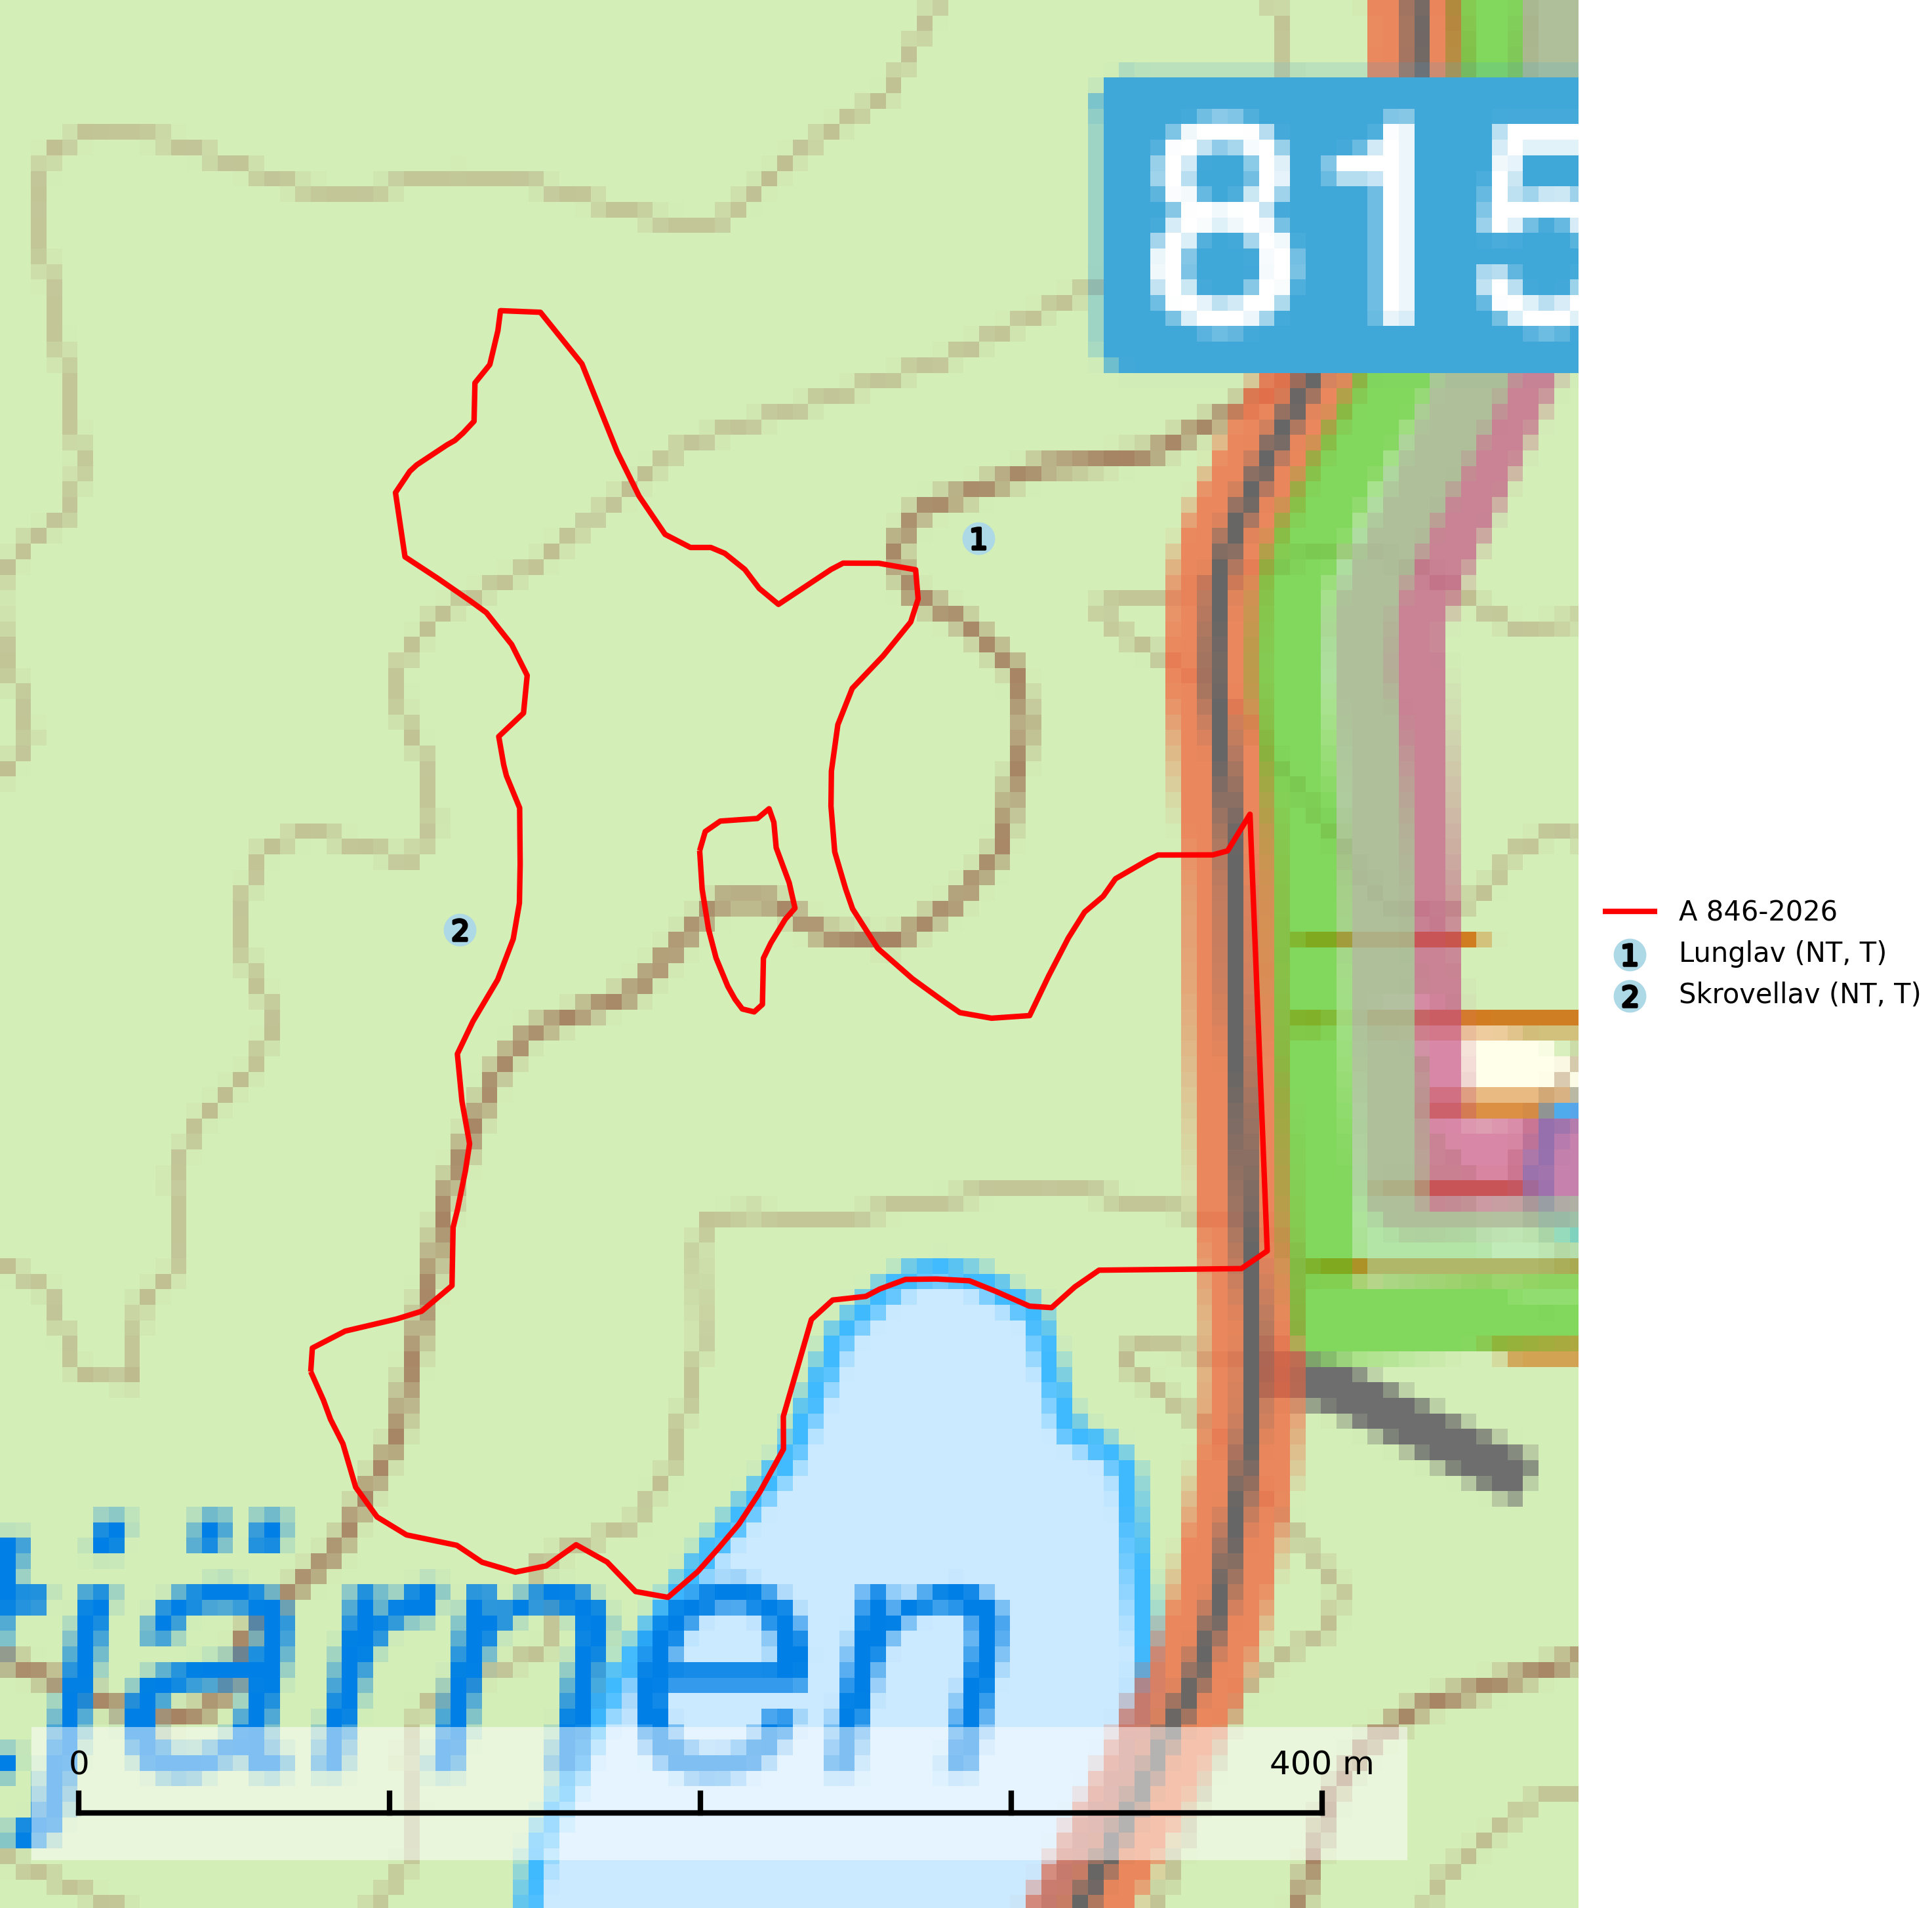 815
1
2
tjärnen
0
400 m
A 846-2026
1 Lunglav (NT, T)
2 Skrovellav (NT, T)